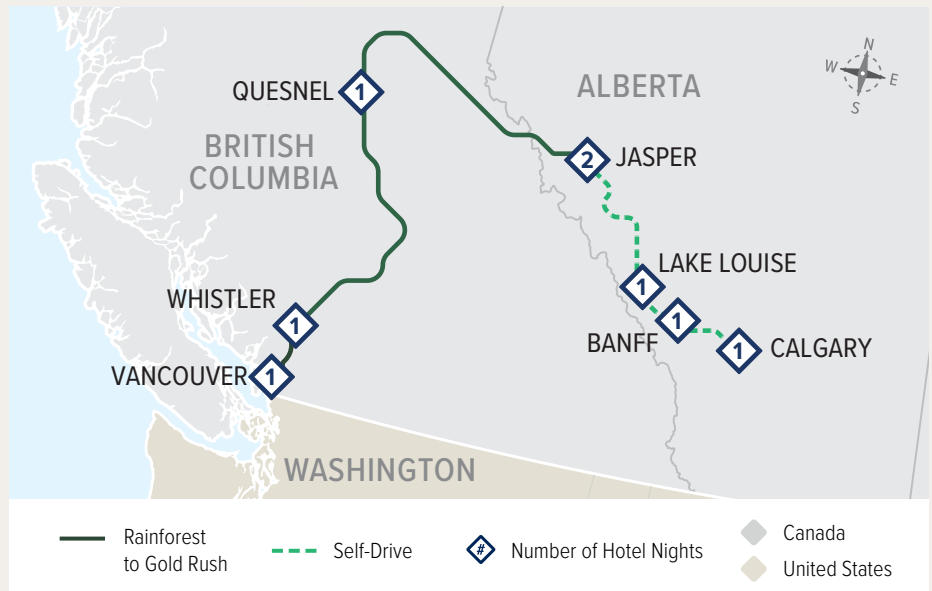 N
W
E
S
ALBERTA
QUESNEL
1
BRITISH
COLUMBIA
2
JASPER
LAKE LOUISE
1
WHISTLER
1
1
BANFF
1
CALGARY
VANCOUVER
1
WASHINGTON
Rainforest
to Gold Rush
Self-Drive
# Number of Hotel Nights
Canada
United States